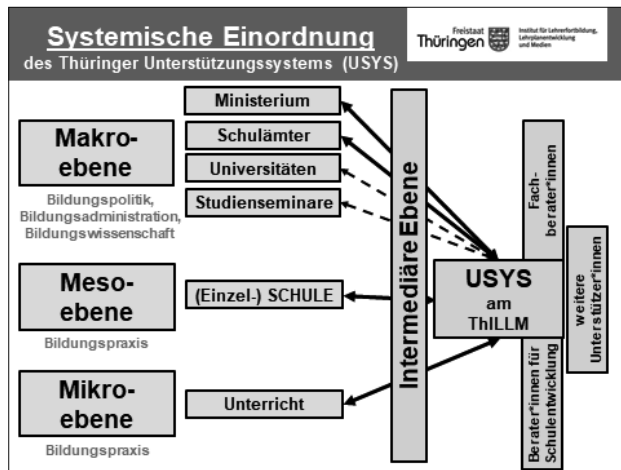 Systemische Einordnung
des Thüringer Unterstützungssystems (USYS)
Freistaat
Thüringen
Institut für Lehrerfortbildung,
Lehrplanentwicklung
und Medien
Makro-
ebene
Bildungspolitik,
Bildungsadministration,
Bildungswissenschaft
Ministerium
Schulämter
Universitäten
Studienseminare
Meso-
ebene
Bildungspraxis
(Einzel-) SCHULE
Mikro-
ebene
Bildungspraxis
Unterricht
Intermediäre Ebene
USYS
am
ThILLM
Fach-
berater*innen
Berater*innen für
Schulentwicklung
weitere
Unterstützer*innen